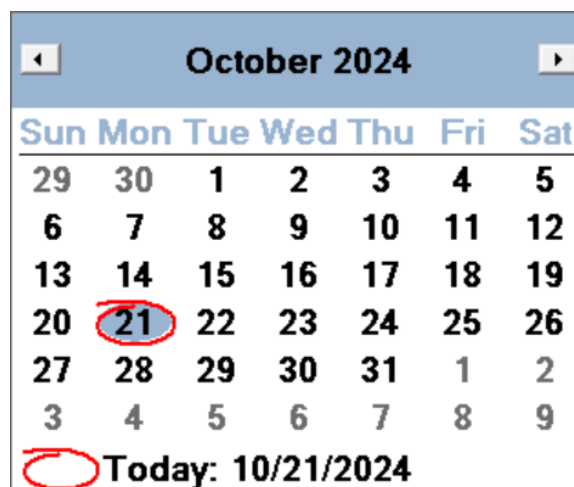 October 2024
Sun Mon Tue Wed Thu Fri Sat
29 30 1 2 3 4 5
6 7 8 9 10 11 12
13 14 15 16 17 18 19
20 21 22 23 24 25 26
27 28 29 30 31 1 2
3 4 5 6 7 8 9
Today: 10/21/2024